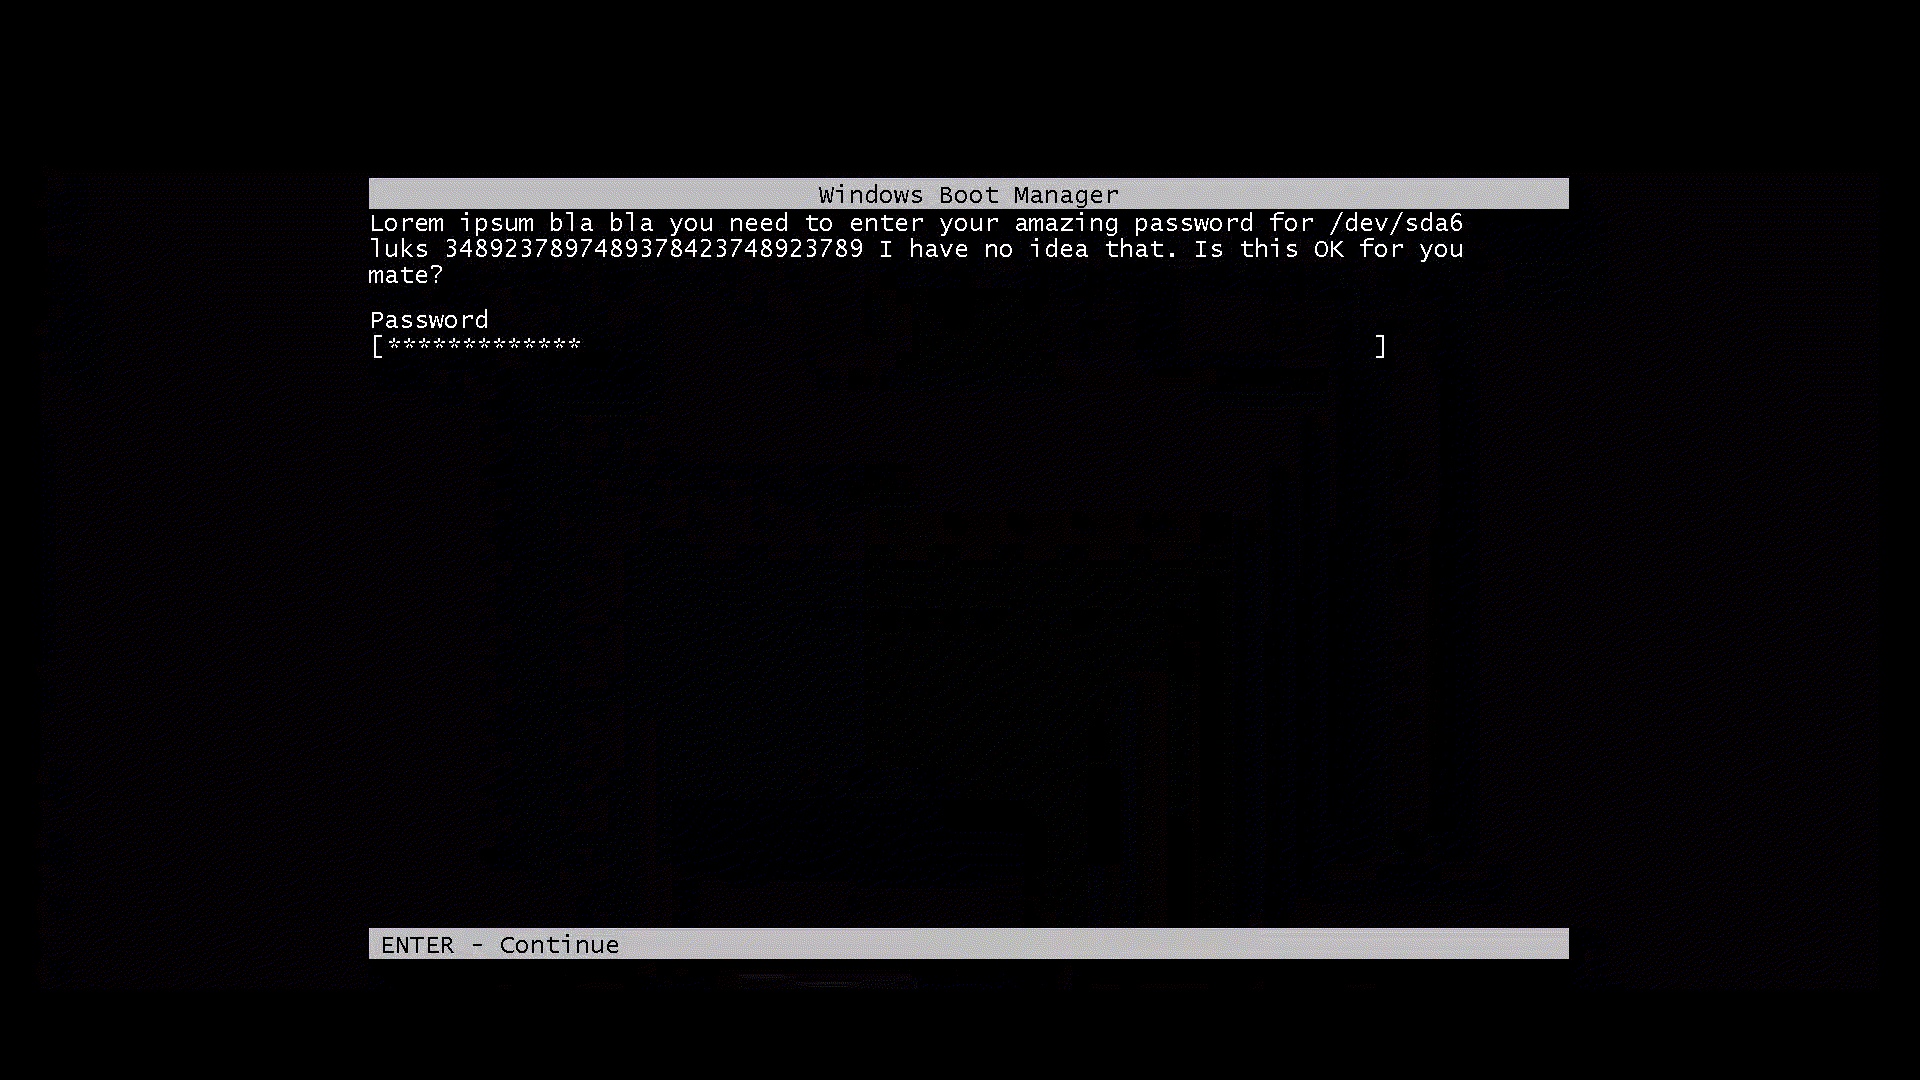 Windows Boot Manager
Lorem ipsum bla bla you need to enter your amazing password for /dev/sda6
luks 3489237897489378423748923789 I have no idea that. Is this OK for you
mate?
Password
[*************                                                     ]
ENTER - Continue